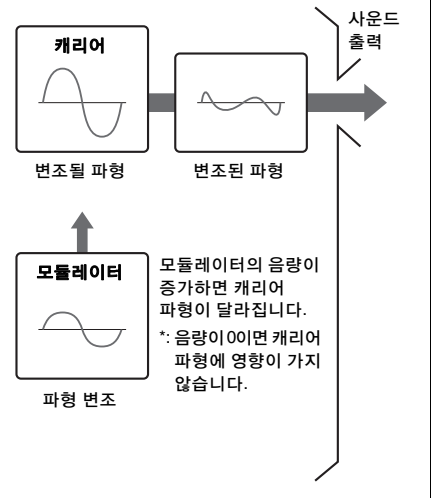 사운드
출력
캐리어
변조될 파형
변조된 파형
모듈레이터
파형 변조
모듈레이터의 음량이
증가하면 캐리어
파형이 달라집니다.
*: 음량이 0이면 캐리어
파형에 영향이 가지
않습니다.